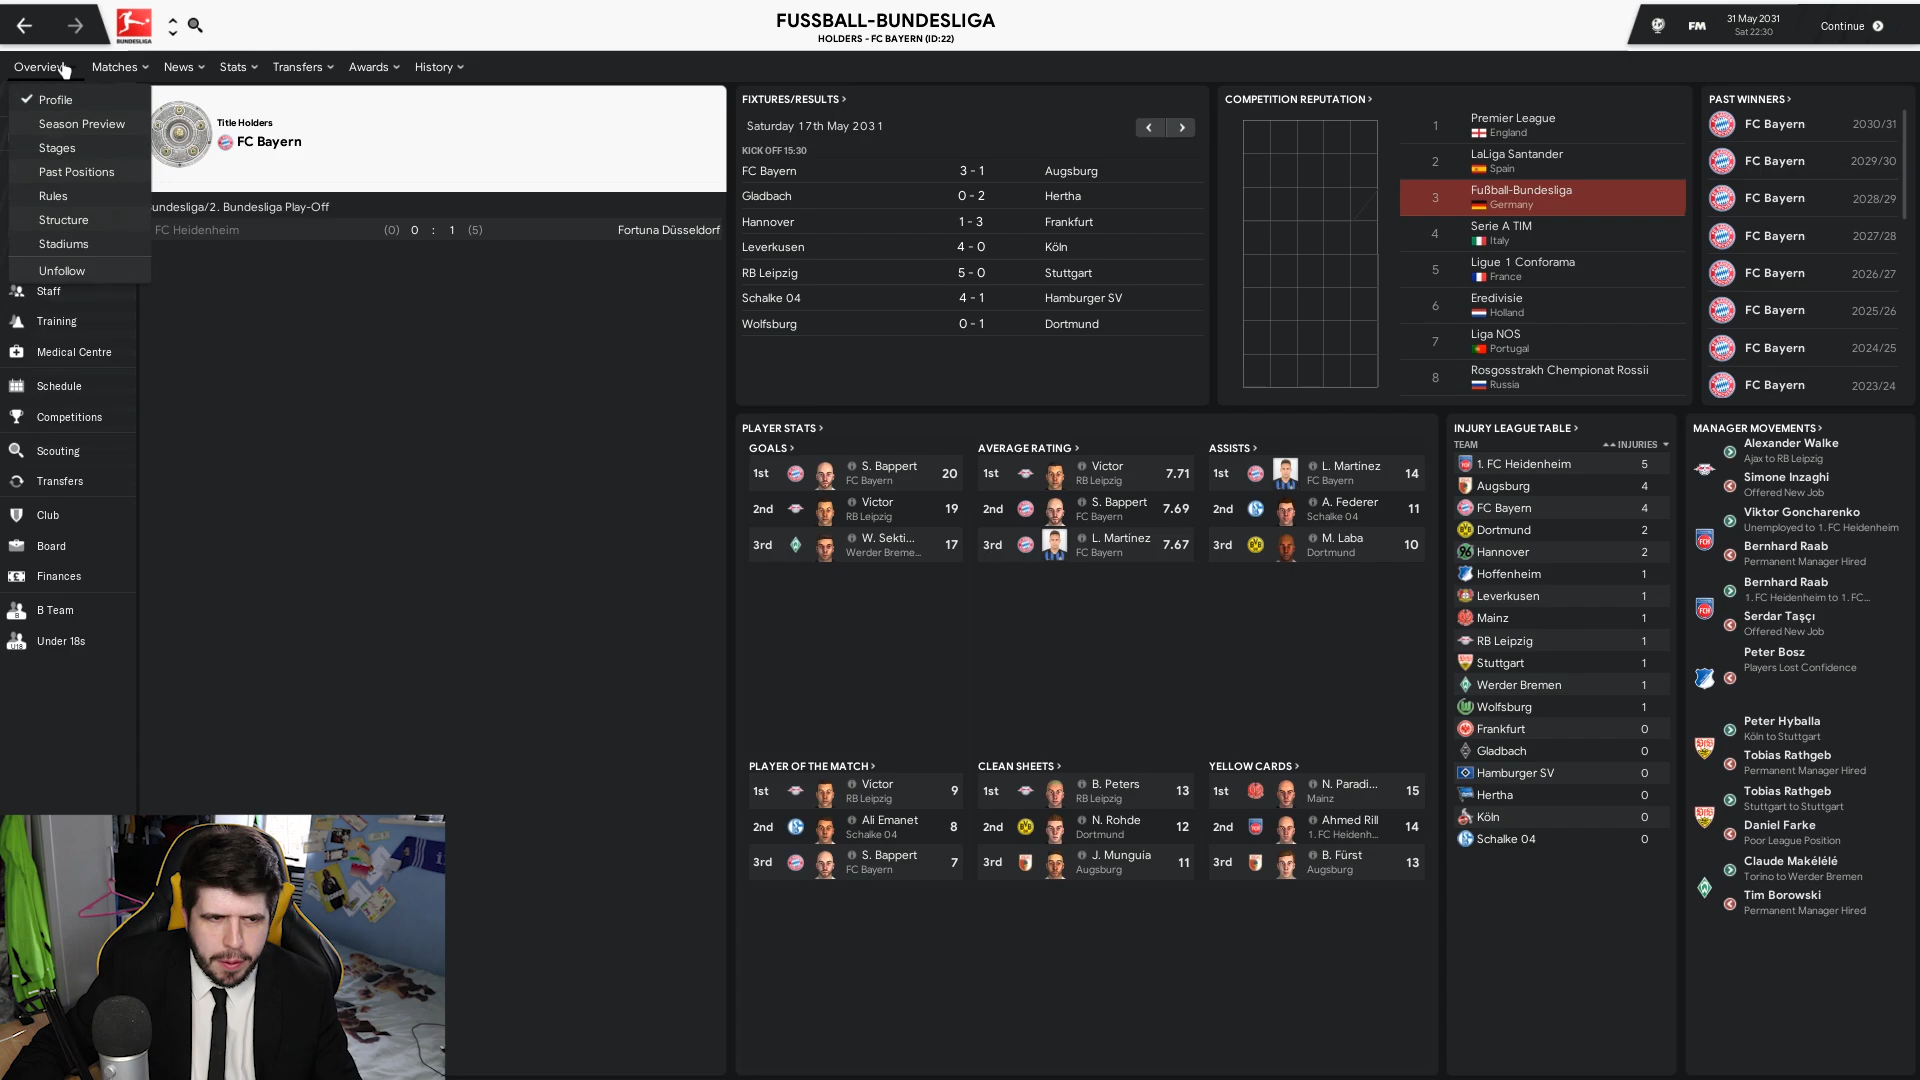 BUNDESLIGA
FUSSBALL-BUNDESLIGA
HOLDERS - FC BAYERN (ID:22)
FM
31 May 2031
Sat 22:30
Continue
Overview
Matches
News
Stats
Transfers
Awards
History
Profile
Season Preview
Stages
Past Positions
Rules
Structure
Stadiums
Unfollow
Staff
Training
Medical Centre
Schedule
Competitions
Scouting
Transfers
Club
Board
Finances
B Team
Under 18s
Title Holders
FC Bayern
undesliga/2. Bundesliga Play-Off
FC Heidenheim (0) 0 : 1 (5) Fortuna Düsseldorf
FIXTURES/RESULTS >
Saturday 17th May 2031
KICK OFF 15:30
FC Bayern 3 - 1 Augsburg
Gladbach 0 - 2 Hertha
Hannover 1 - 3 Frankfurt
Leverkusen 4 - 0 Köln
RB Leipzig 5 - 0 Stuttgart
Schalke 04 4 - 1 Hamburger SV
Wolfsburg 0 - 1 Dortmund
COMPETITION REPUTATION >
1 Premier League
England
2 LaLiga Santander
Spain
3 Fußball-Bundesliga
Germany
4 Serie A TIM
Italy
5 Ligue 1 Conforama
France
6 Eredivisie
Holland
7 Liga NOS
Portugal
8 Rosgosstrakh Chempionat Rossii
Russia
PAST WINNERS >
FC Bayern 2030/31
FC Bayern 2029/30
FC Bayern 2028/29
FC Bayern 2027/28
FC Bayern 2026/27
FC Bayern 2025/26
FC Bayern 2024/25
FC Bayern 2023/24
PLAYER STATS >
GOALS >
1st S. Bappert 20
FC Bayern
2nd Victor 19
RB Leipzig
3rd W. Sekti... 17
Werder Breme...
AVERAGE RATING >
1st Victor 7.71
RB Leipzig
2nd S. Bappert 7.69
FC Bayern
3rd L. Martínez 7.67
FC Bayern
ASSISTS >
1st L. Martínez 14
FC Bayern
2nd A. Federer 11
Schalke 04
3rd M. Laba 10
Dortmund
PLAYER OF THE MATCH >
1st Victor 9
RB Leipzig
2nd Ali Emanet 8
Schalke 04
3rd S. Bappert 7
FC Bayern
CLEAN SHEETS >
1st B. Peters 13
RB Leipzig
2nd N. Rohde 12
Dortmund
3rd J. Munguia 11
Augsburg
YELLOW CARDS >
1st N. Paradi... 15
Mainz
2nd Ahmed Rill 14
1. FC Heidenh...
3rd B. Fürst 13
Augsburg
INJURY LEAGUE TABLE >
TEAM INJURIES
1. FC Heidenheim 5
Augsburg 4
FC Bayern 4
Dortmund 2
Hannover 2
Hoffenheim 1
Leverkusen 1
Mainz 1
RB Leipzig 1
Stuttgart 1
Werder Bremen 1
Wolfsburg 1
Frankfurt 0
Gladbach 0
Hamburger SV 0
Hertha 0
Köln 0
Schalke 04 0
MANAGER MOVEMENTS >
Alexander Walke
Ajax to RB Leipzig
Simone Inzaghi
Offered New Job
Viktor Goncharenko
Unemployed to 1. FC Heidenheim
Bernhard Raab
Permanent Manager Hired
Bernhard Raab
1. FC Heidenheim to 1. FC...
Serdar Taşçı
Offered New Job
Peter Bosz
Players Lost Confidence
Peter Hyballa
Köln to Stuttgart
Tobias Rathgeb
Permanent Manager Hired
Tobias Rathgeb
Stuttgart to Stuttgart
Daniel Farke
Poor League Position
Claude Makélélé
Torino to Werder Bremen
Tim Borowski
Permanent Manager Hired